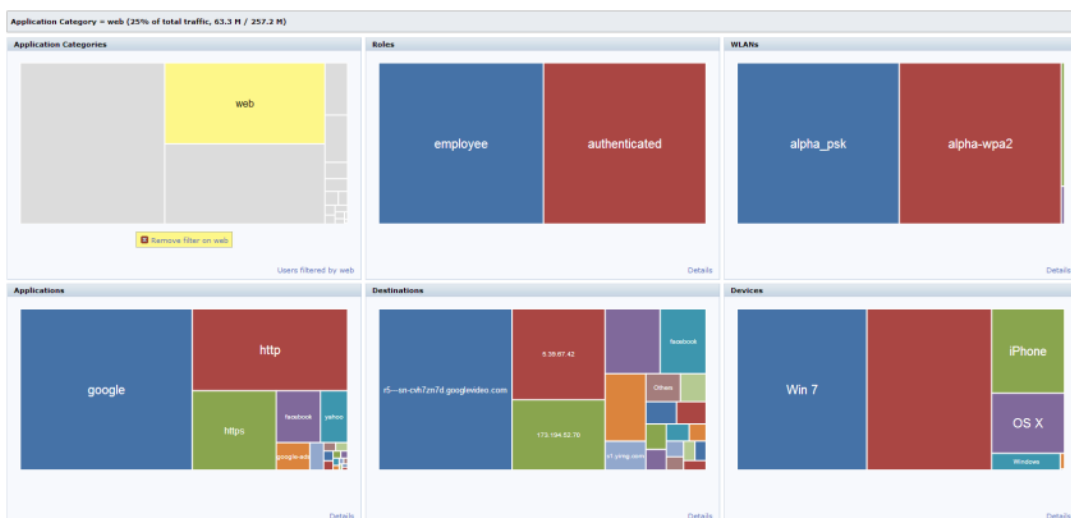 Application Category = web (25% of total traffic, 63.3 M / 257.2 M)
Application Categories
Roles
WLANs
web
employee
authenticated
alpha_psk
alpha-wpa2
Remove filter on web
Users filtered by web
Details
Details
Applications
Destinations
Devices
google
http
https
facebook
yahoo
google-ads
r5---sn-cvh7zn7d.googlevideo.com
5.39.67.42
173.194.52.70
facebook
Others
s1.yimg.com
Win 7
iPhone
OS X
Windows
Details
Details
Details